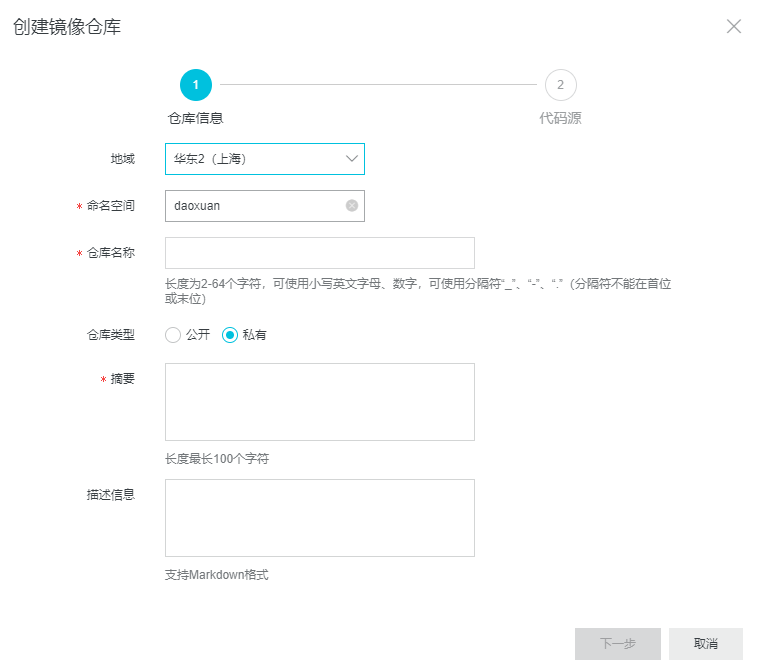 创建镜像仓库
1
2
仓库信息
代码源
地域
华东2（上海）
* 命名空间
daoxuan
* 仓库名称
长度为2-64个字符，可使用小写英文字母、数字，可使用分隔符“_”、“-”、“.”（分隔符不能在首位
或末位）
仓库类型
公开
私有
* 摘要
长度最长100个字符
描述信息
支持Markdown格式
下一步
取消